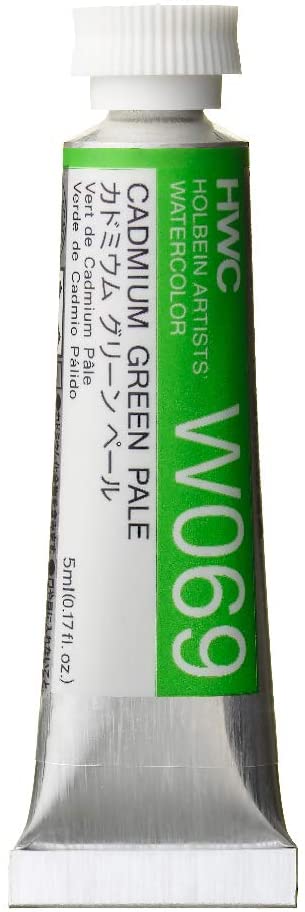 HWC
HOLBEIN ARTISTS'
WATERCOLOR
W069
CADMIUM GREEN PALE
カドミウム グリーン ペール
Vert de Cadmium Pâle
Verde de Cadmio Pálido
5ml(0.17fl. oz.)